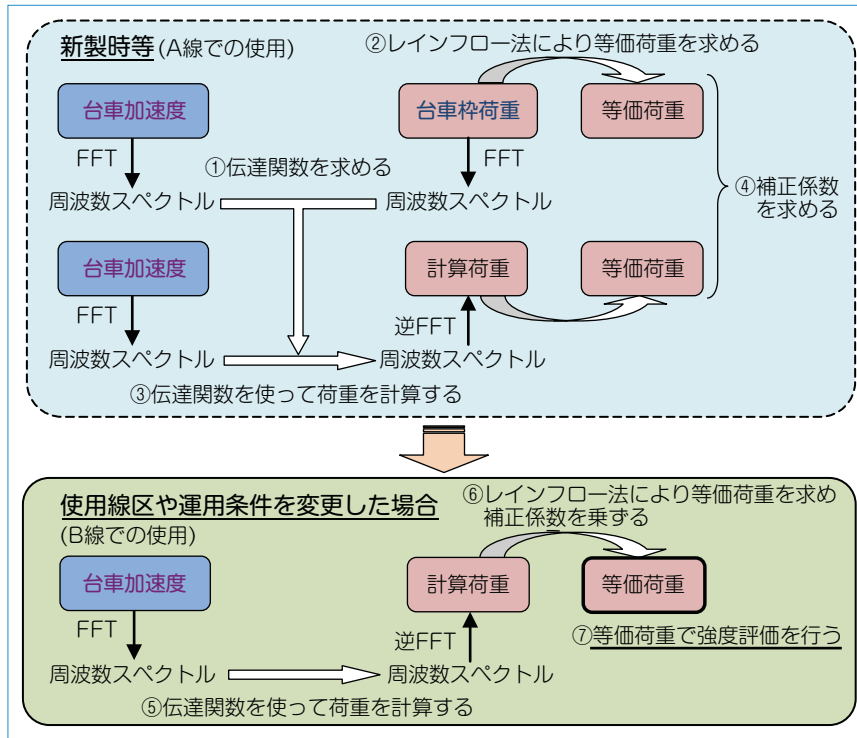 新製時等(A線での使用)
②レインフロー法により等価荷重を求める
台車加速度
台車枠荷重
等価荷重
FFT
①伝達関数を求める
FFT
周波数スペクトル
周波数スペクトル
④補正係数
を求める
台車加速度
計算荷重
等価荷重
FFT
逆FFT
周波数スペクトル
周波数スペクトル
③伝達関数を使って荷重を計算する
使用線区や運用条件を変更した場合
(B線での使用)
⑥レインフロー法により等価荷重を求め
補正係数を乗ずる
台車加速度
計算荷重
等価荷重
FFT
逆FFT
⑦等価荷重で強度評価を行う
周波数スペクトル
周波数スペクトル
⑤伝達関数を使って荷重を計算する